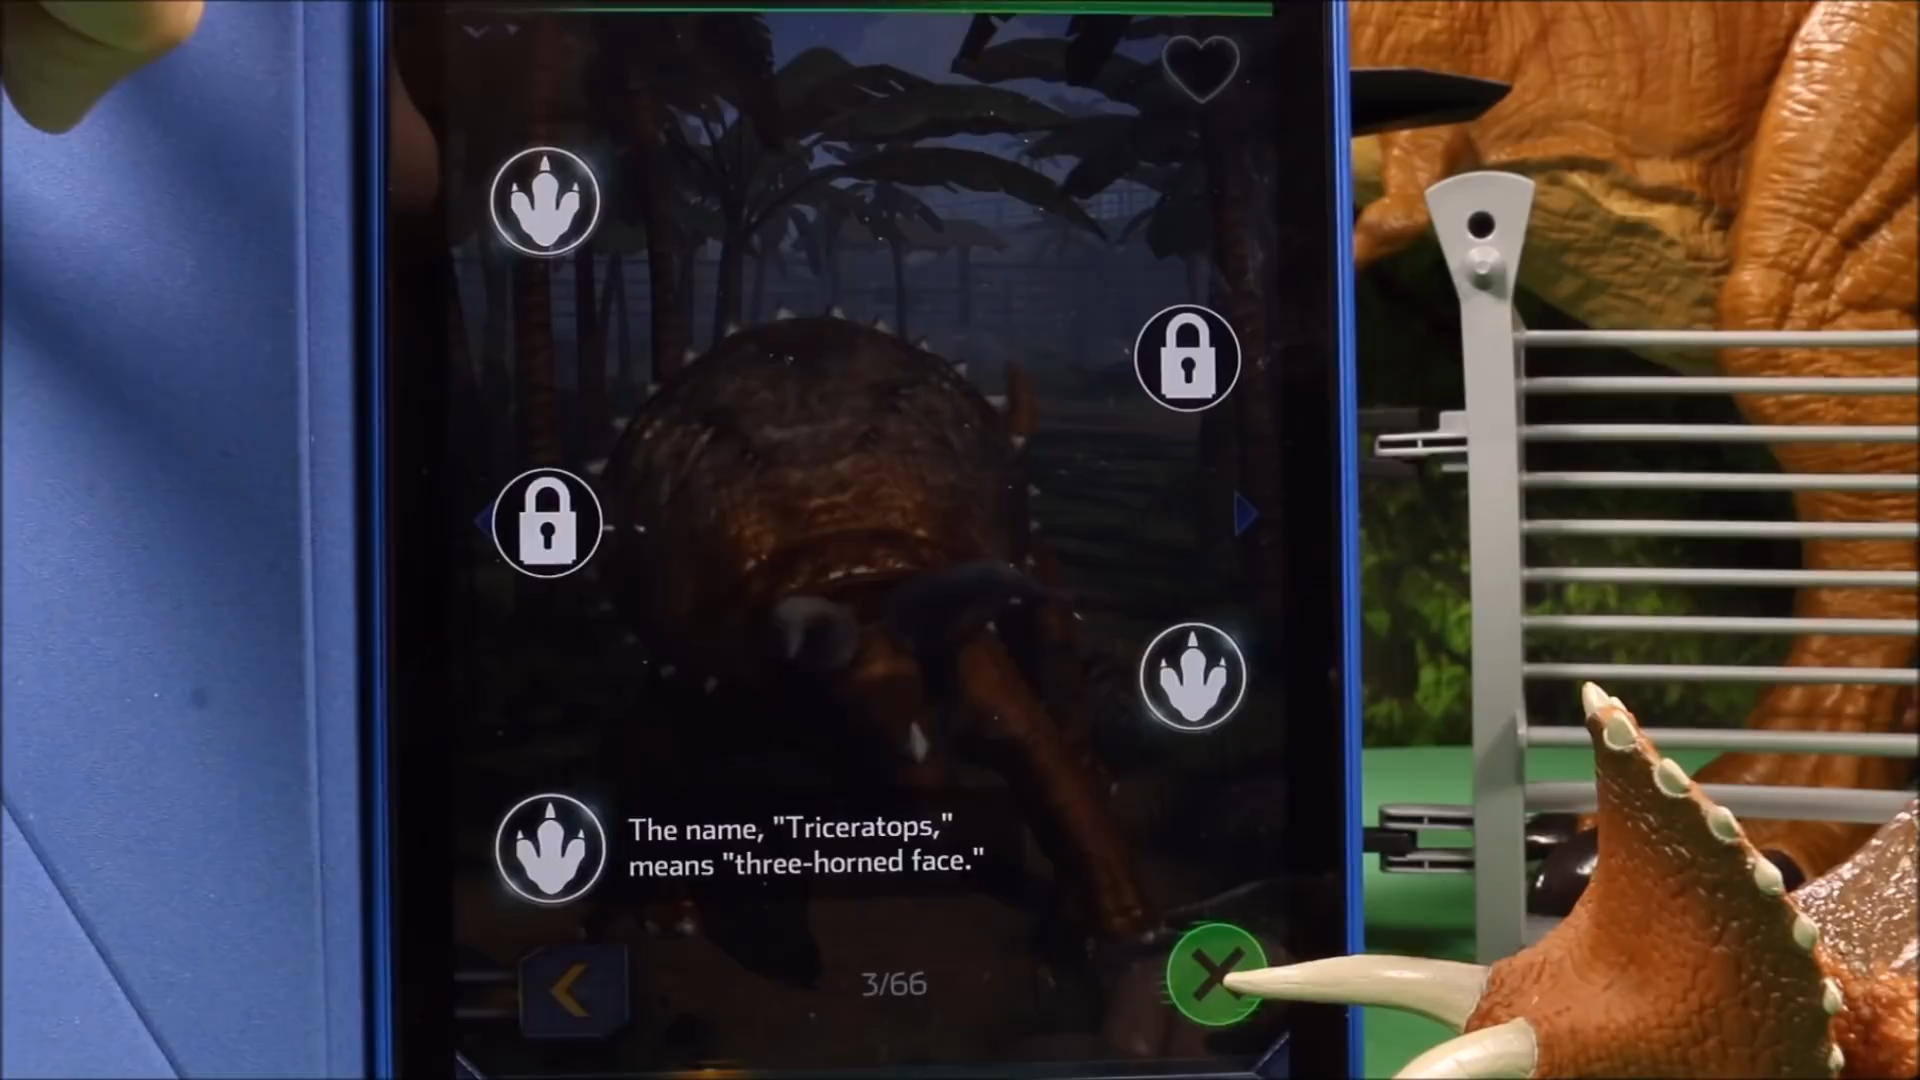 The name, "Triceratops,"
means "three-horned face."
3/66